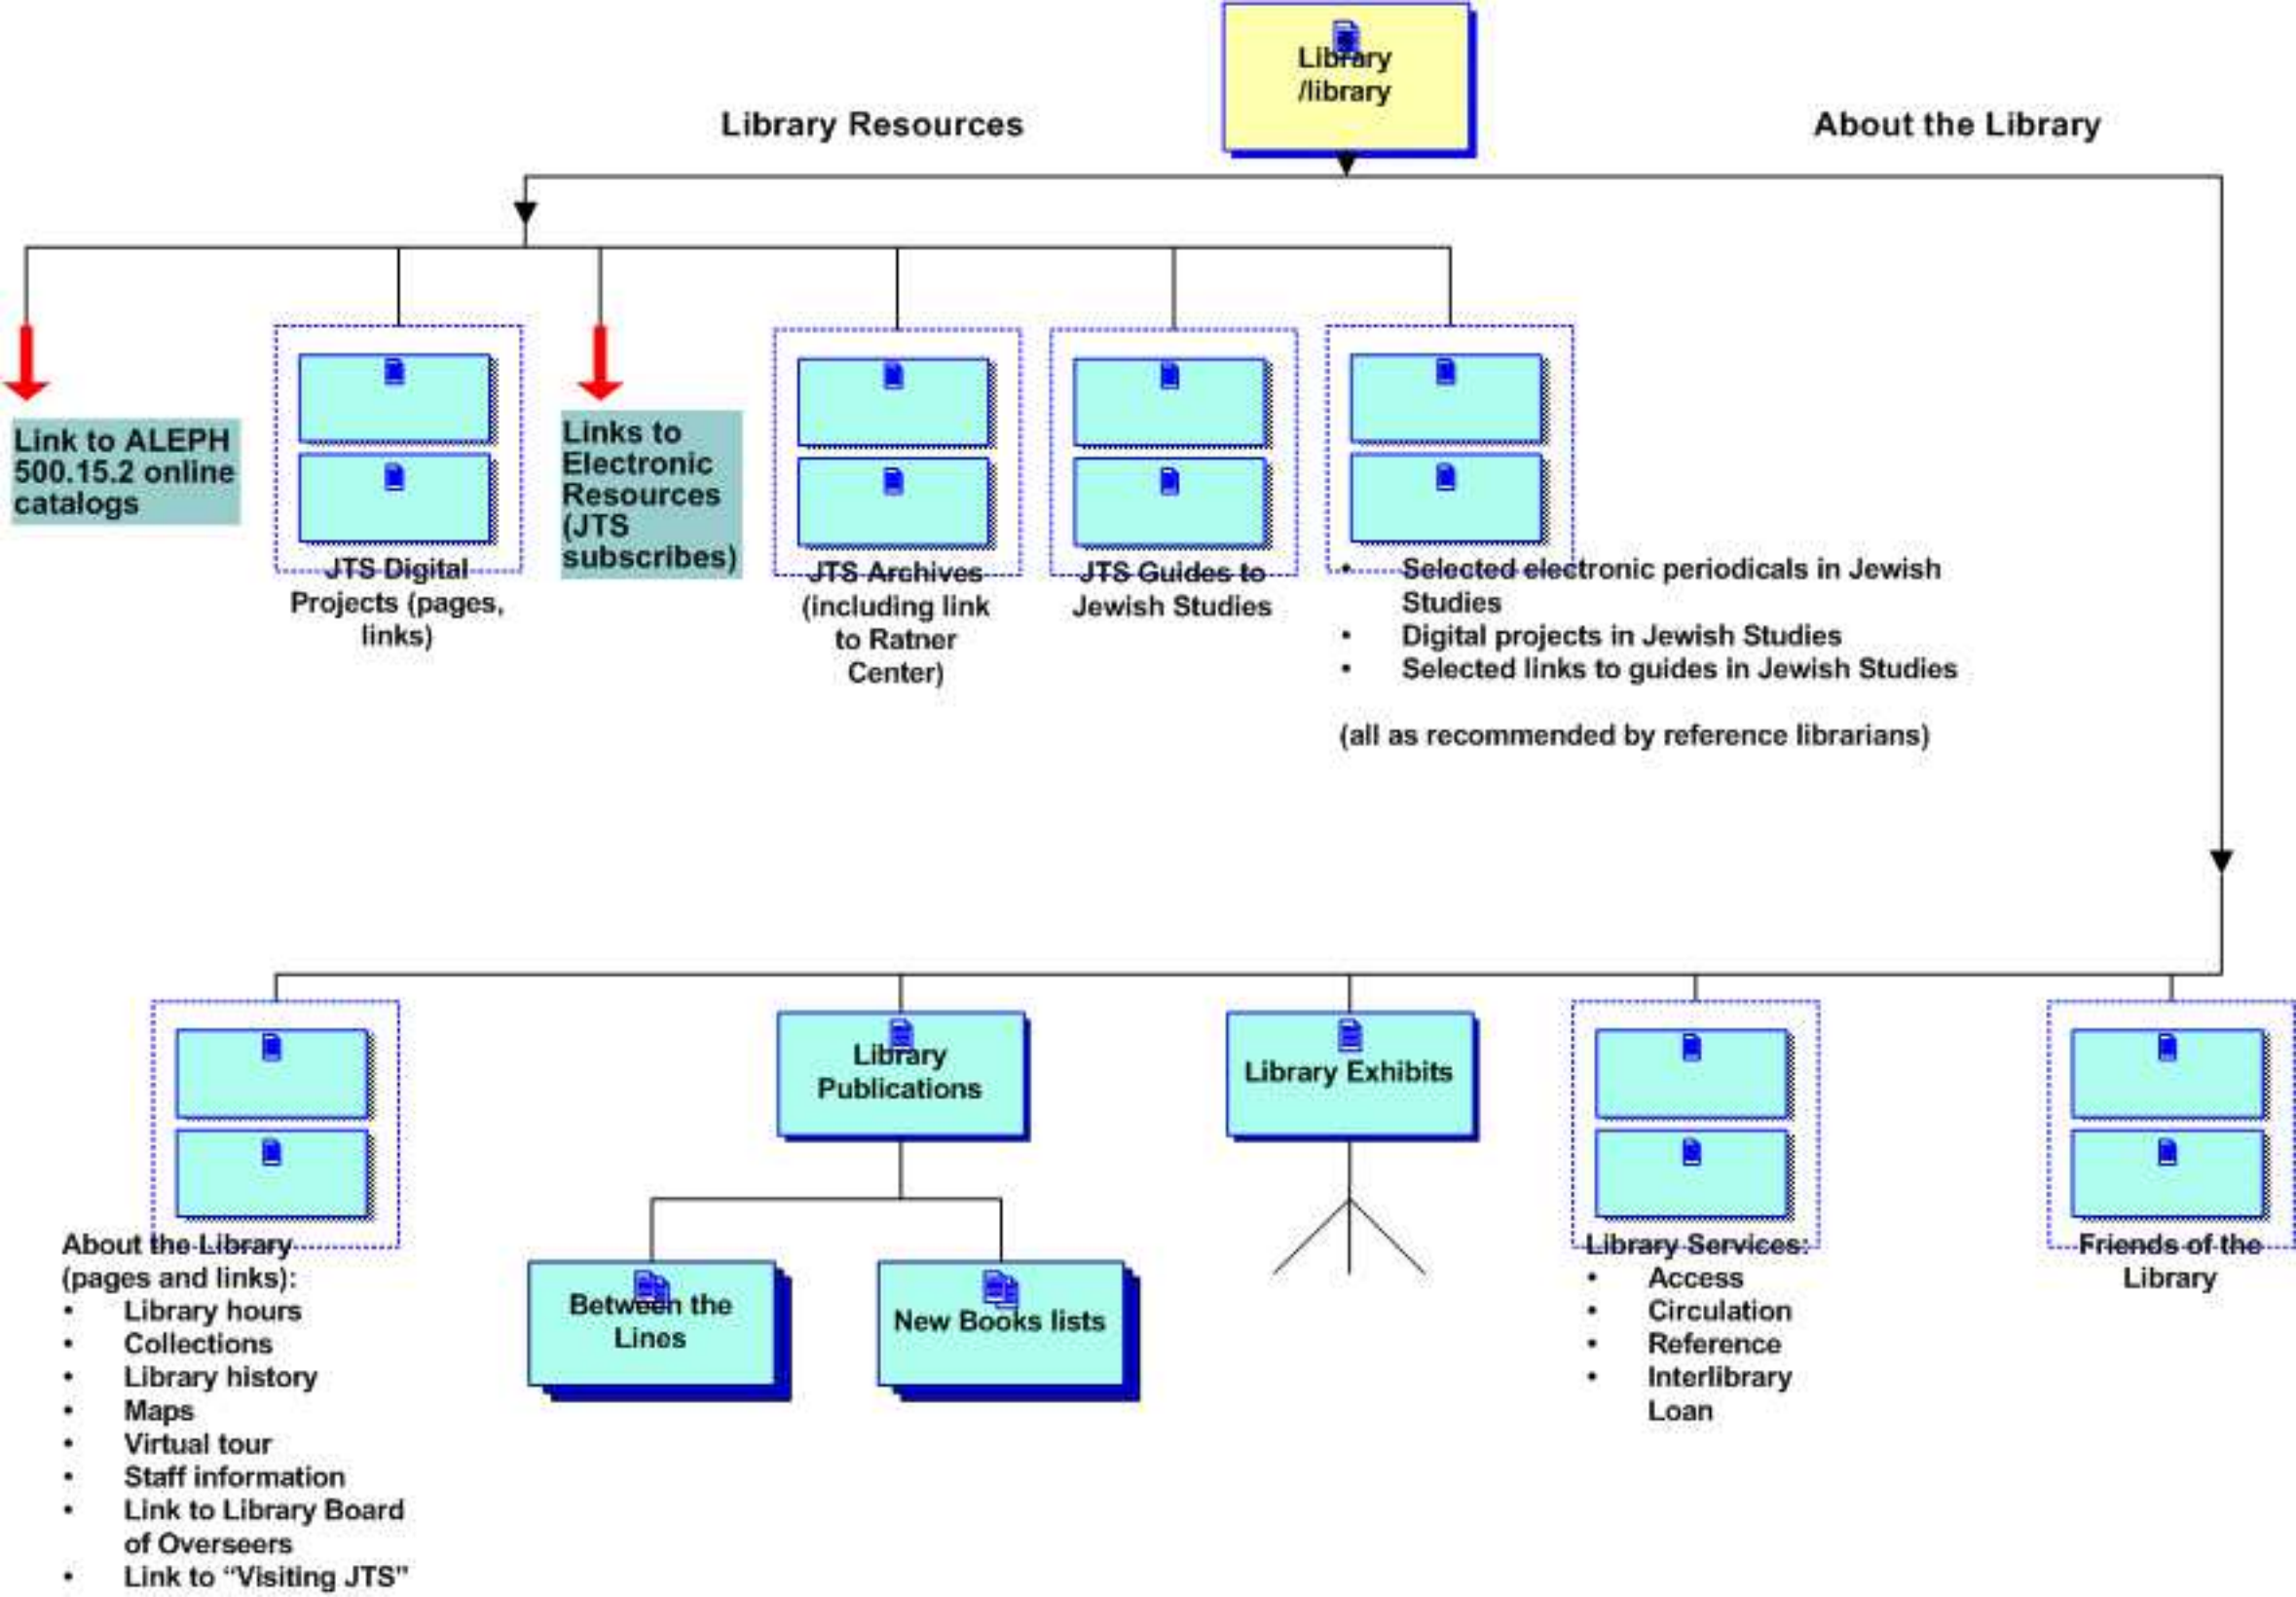 Library
/library
Library Resources
About the Library
Link to ALEPH
500.15.2 online
catalogs
JTS Digital
Projects (pages,
links)
Links to
Electronic
Resources
(JTS
subscribes)
JTS Archives
(including link
to Ratner
Center)
JTS Guides to
Jewish Studies
• Selected electronic periodicals in Jewish
Studies
• Digital projects in Jewish Studies
• Selected links to guides in Jewish Studies
(all as recommended by reference librarians)
About the Library
(pages and links):
• Library hours
• Collections
• Library history
• Maps
• Virtual tour
• Staff information
• Link to Library Board
of Overseers
• Link to “Visiting JTS”
Library
Publications
Between the
Lines
New Books lists
Library Exhibits
Library Services:
• Access
• Circulation
• Reference
• Interlibrary
Loan
Friends of the
Library